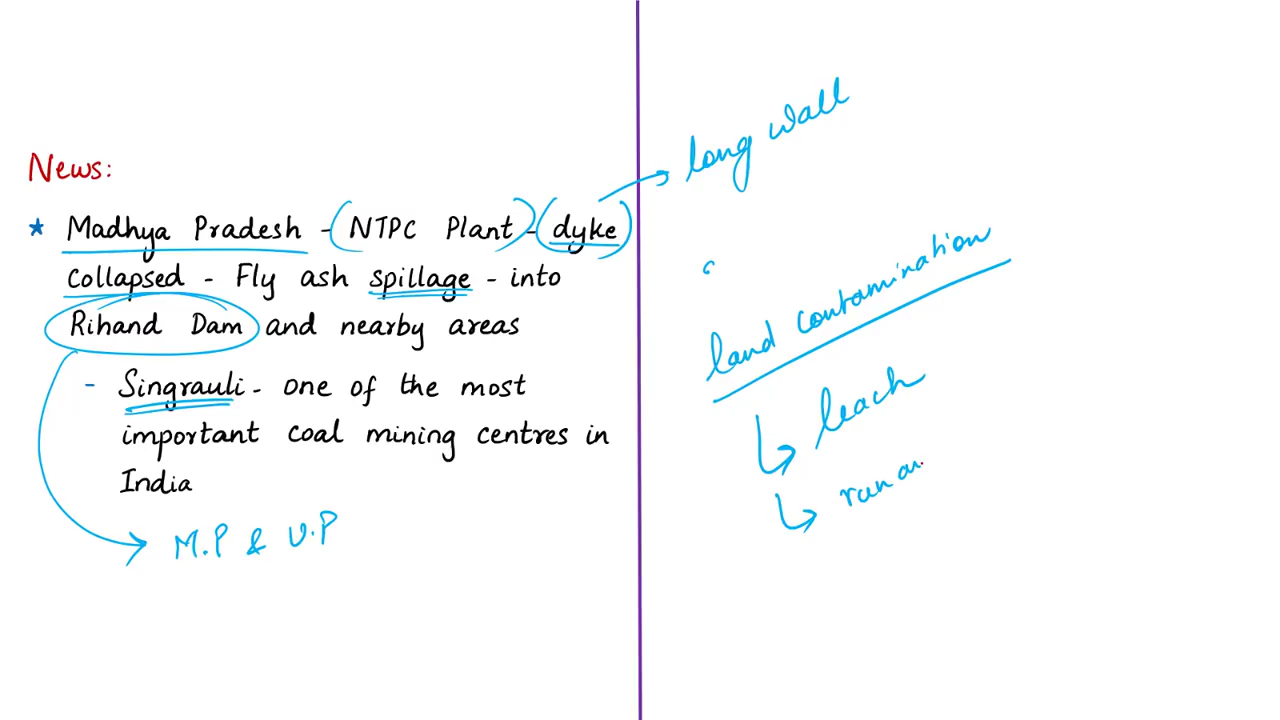 News:
* Madhya Pradesh - (NTPC Plant) - (dyke)
collapsed - Fly ash spillage - into
Rihand Dam and nearby areas
- Singrauli - one of the most
important coal mining centres in
India
M.P & U.P
long wall
land contamination
leach
run